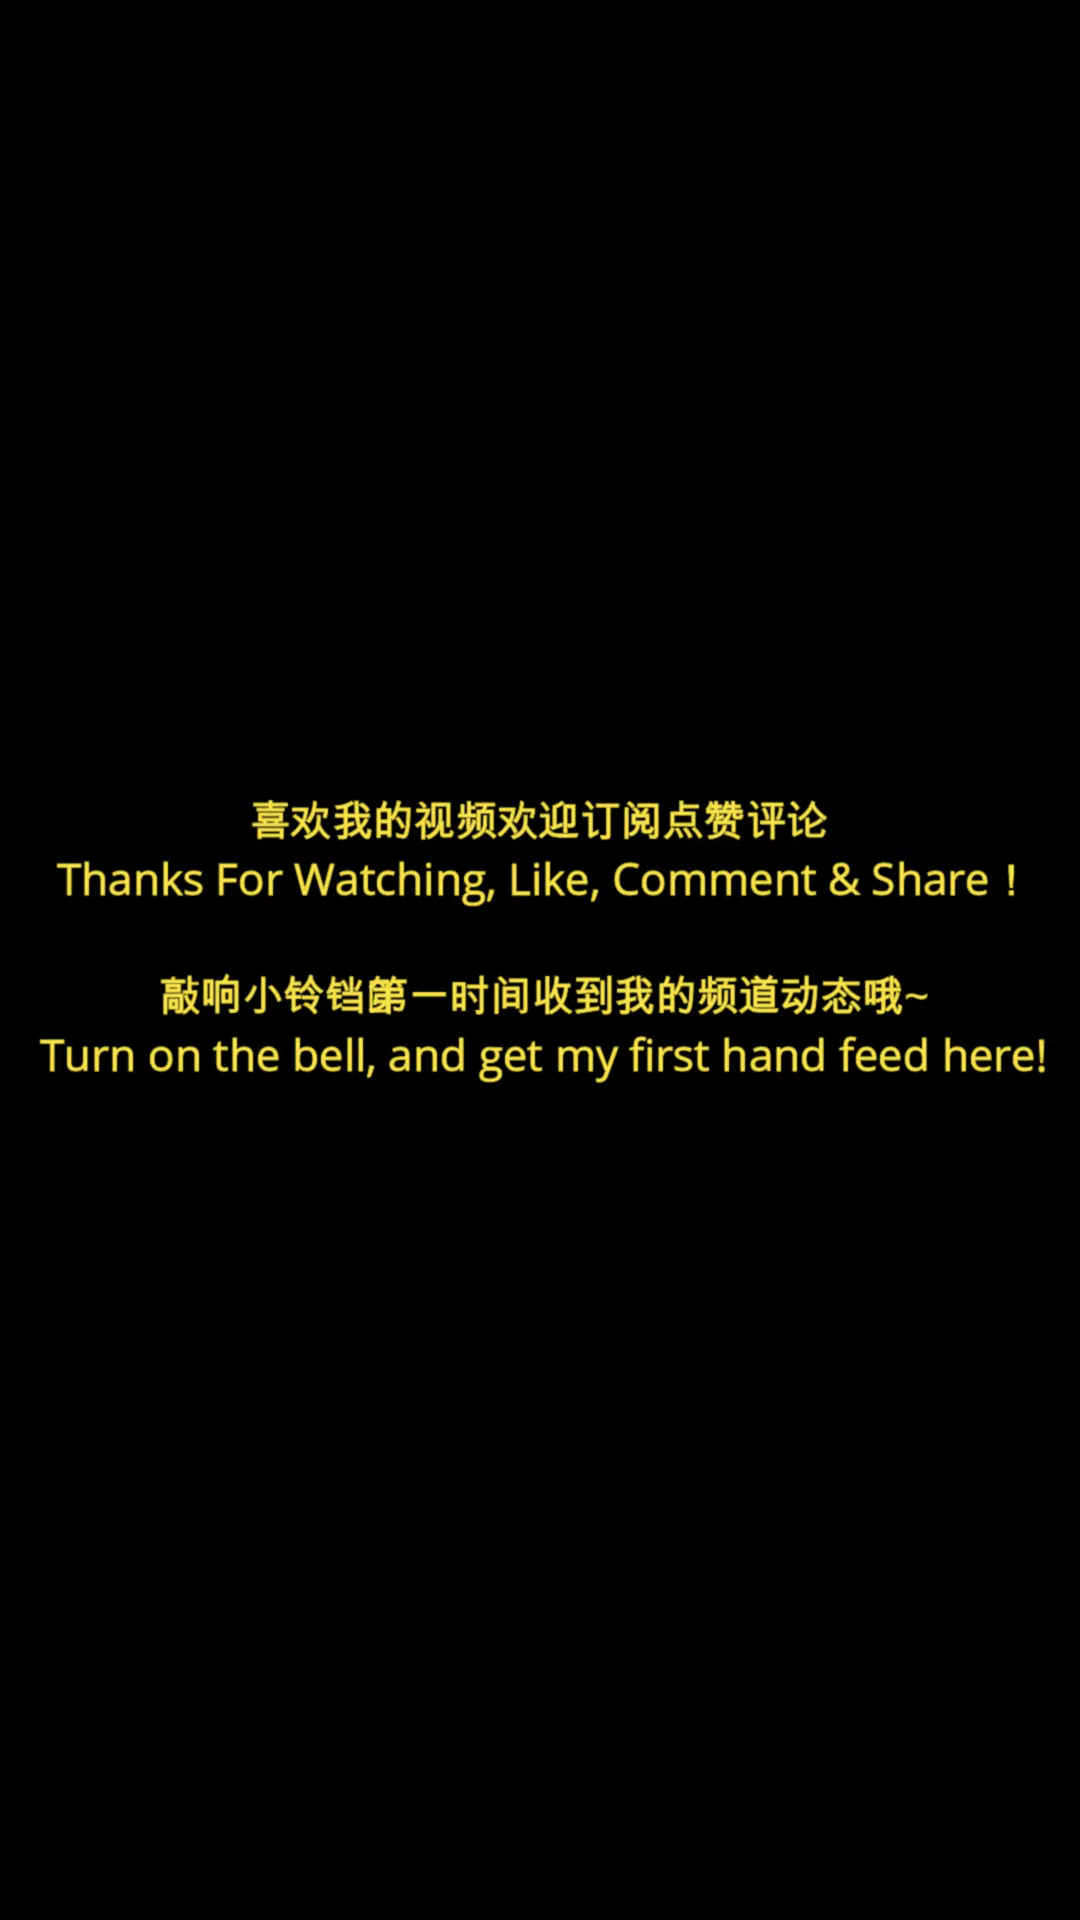 喜欢我的视频欢迎订阅点赞评论
Thanks For Watching, Like, Comment & Share！
敲响小铃铛第一时间收到我的频道动态哦~
Turn on the bell, and get my first hand feed here!